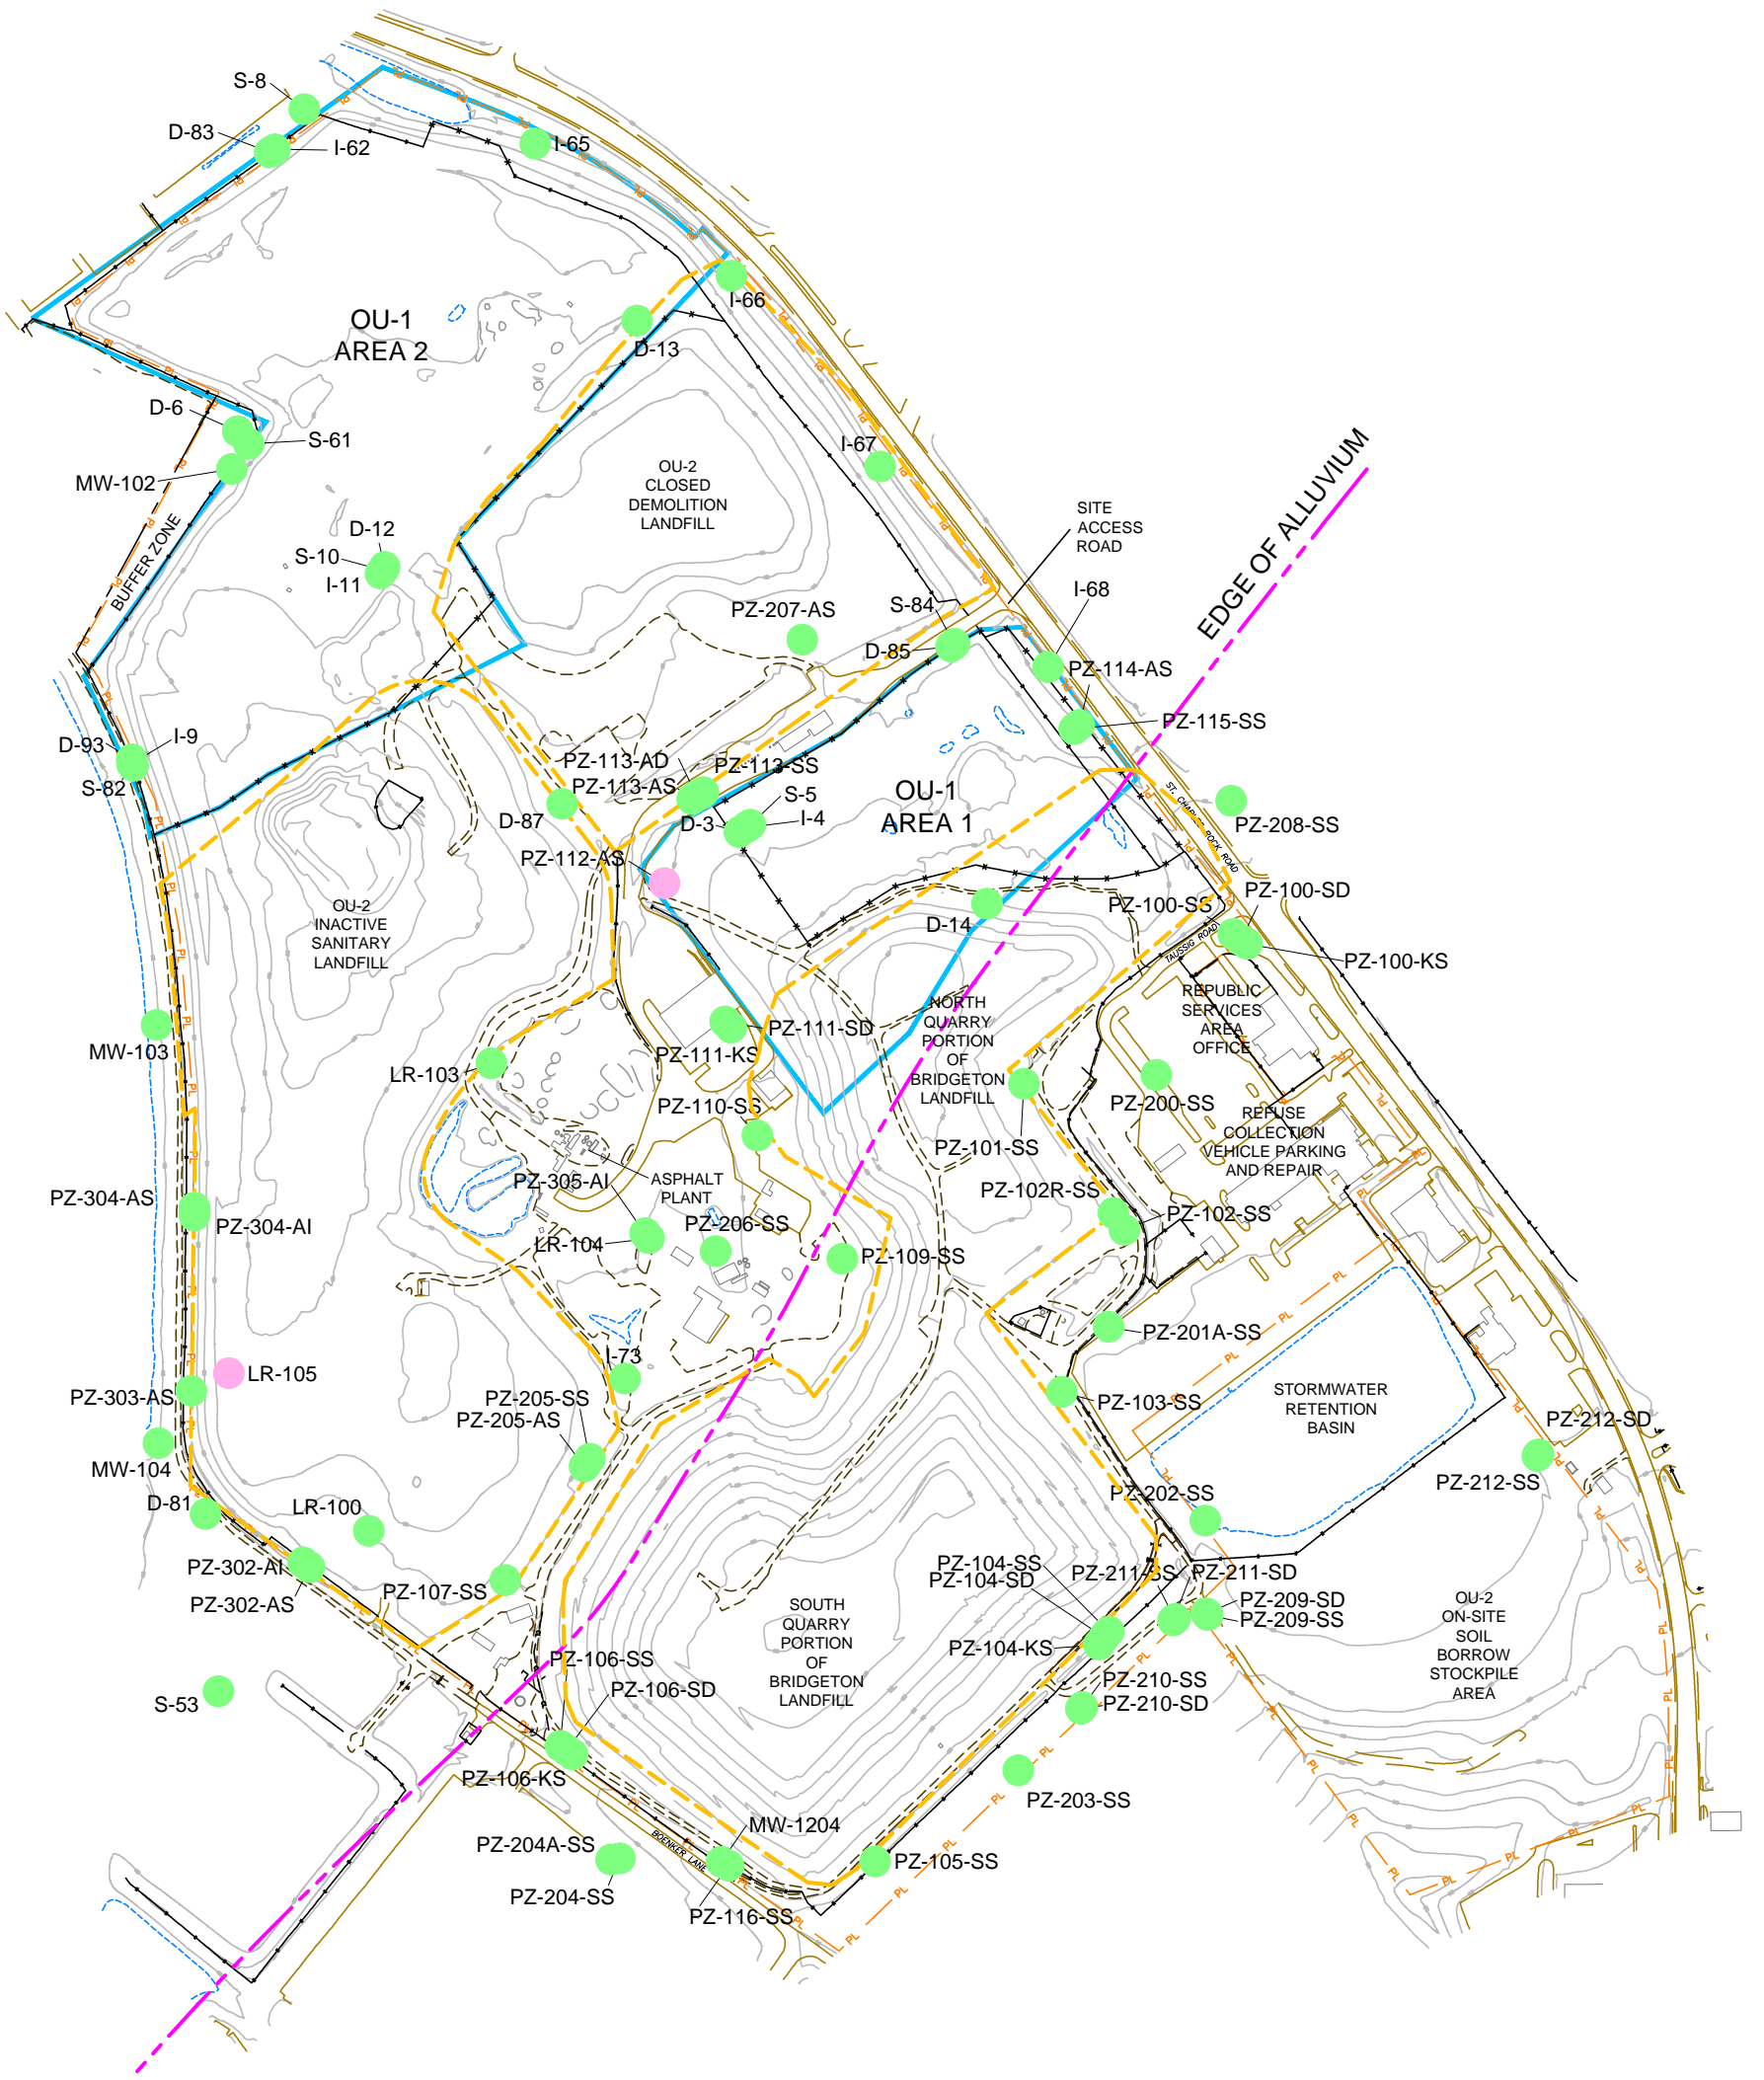 S-8
D-83
I-62
I-65
I-66
OU-1
AREA 2
D-13
D-6
S-61
MW-102
I-67
OU-2
CLOSED
DEMOLITION
LANDFILL
EDGE OF ALLUVIUM
SITE
ACCESS
ROAD
BUFFER ZONE
D-12
S-10
I-11
I-68
S-84
PZ-207-AS
D-85
PZ-114-AS
PZ-115-SS
I-9
D-93
S-82
PZ-113-AD
PZ-113-SS
PZ-113-AS
S-5
I-4
D-3
D-87
OU-1
AREA 1
ST. CHARLES ROCK ROAD
PZ-208-SS
PZ-112-AS
PZ-100-SD
PZ-100-SS
D-14
TAUSSIG ROAD
PZ-100-KS
OU-2
INACTIVE
SANITARY
LANDFILL
REPUBLIC
SERVICES
AREA
OFFICE
NORTH
QUARRY
PORTION
OF
BRIDGETON
LANDFILL
PZ-111-SD
PZ-111-KS
MW-103
LR-103
PZ-200-SS
PZ-110-SS
REFUSE
COLLECTION
VEHICLE PARKING
AND REPAIR
PZ-101-SS
ASPHALT
PLANT
PZ-305-AI
PZ-102R-SS
PZ-102-SS
PZ-304-AS
PZ-304-AI
PZ-206-SS
LR-104
PZ-109-SS
PZ-201A-SS
I-73
LR-105
PZ-303-AS
PZ-103-SS
STORMWATER
RETENTION
BASIN
PZ-205-SS
PZ-205-AS
PZ-212-SD
PZ-212-SS
MW-104
D-81
LR-100
PZ-202-SS
PZ-302-AI
PZ-302-AS
PZ-107-SS
PZ-104-SS
PZ-104-SD
PZ-211-SS
PZ-211-SD
PZ-209-SD
PZ-209-SS
PZ-104-KS
SOUTH
QUARRY
PORTION
OF
BRIDGETON
LANDFILL
OU-2
ON-SITE
SOIL
BORROW
STOCKPILE
AREA
PZ-106-SS
PZ-106-SD
PZ-210-SS
PZ-210-SD
S-53
PZ-106-KS
PZ-203-SS
MW-1204
PZ-204A-SS
BOENKER LANE
PZ-105-SS
PZ-204-SS
PZ-116-SS
PL